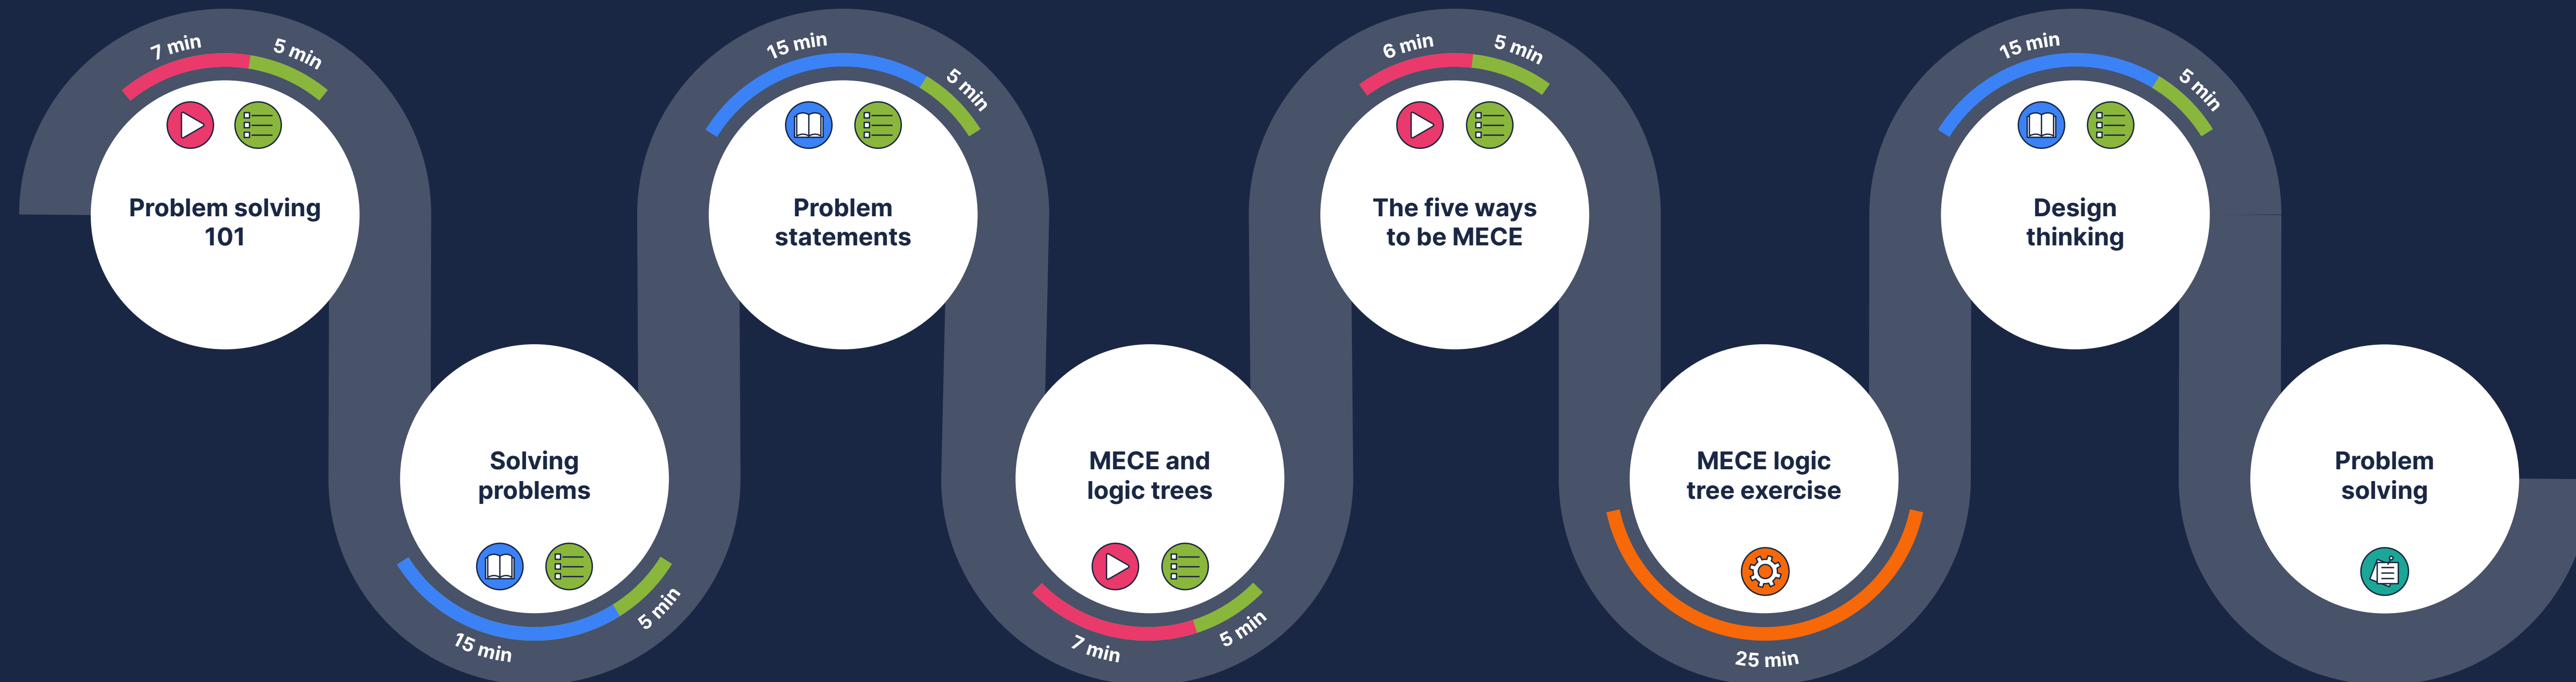 7 min
5 min
Problem solving
101
Solving
problems
15 min
5 min
15 min
5 min
Problem
statements
MECE and
logic trees
7 min
5 min
6 min
5 min
The five ways
to be MECE
MECE logic
tree exercise
25 min
15 min
5 min
Design
thinking
Problem
solving